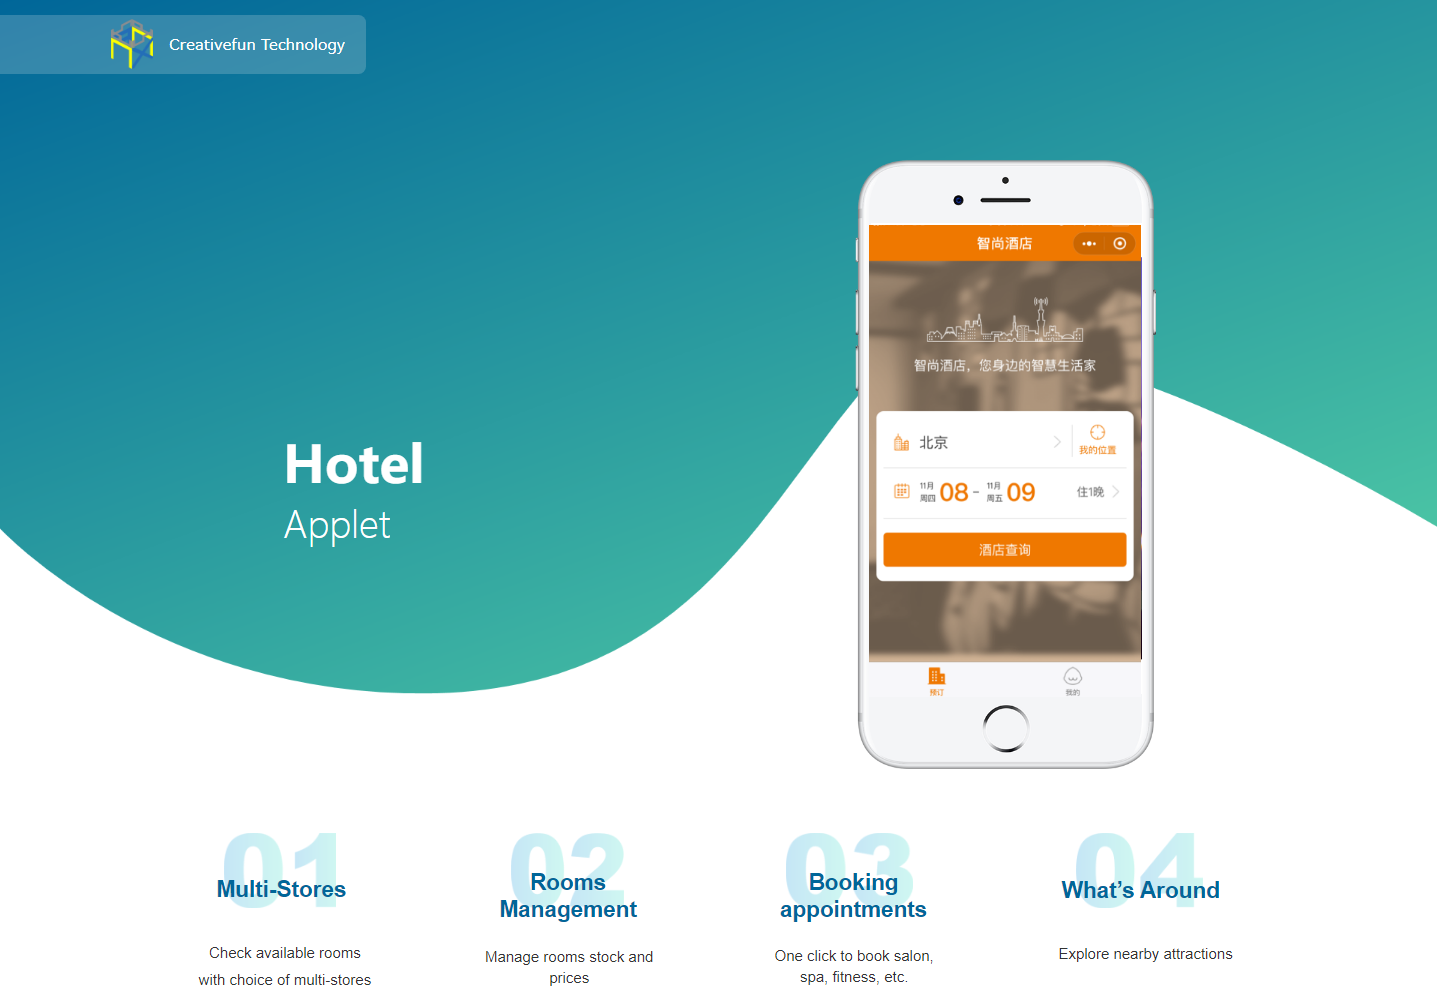 Creativefun Technology
Hotel
Applet
智尚酒店
智尚酒店，您身边的智慧生活家
北京
我的位置
11月 周四 08 - 11月 周五 09 住1晚
酒店查询
预订
我的
01
Multi-Stores
Check available rooms
with choice of multi-stores
02
Rooms
Management
Manage rooms stock and
prices
03
Booking
appointments
One click to book salon,
spa, fitness, etc.
04
What’s Around
Explore nearby attractions